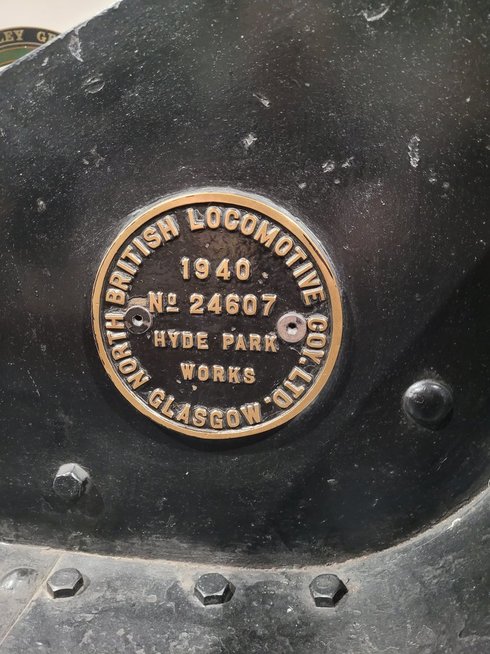 NORTH BRITISH LOCOMOTIVE COY. LTD.
1940
No 24607
HYDE PARK
WORKS
GLASGOW.